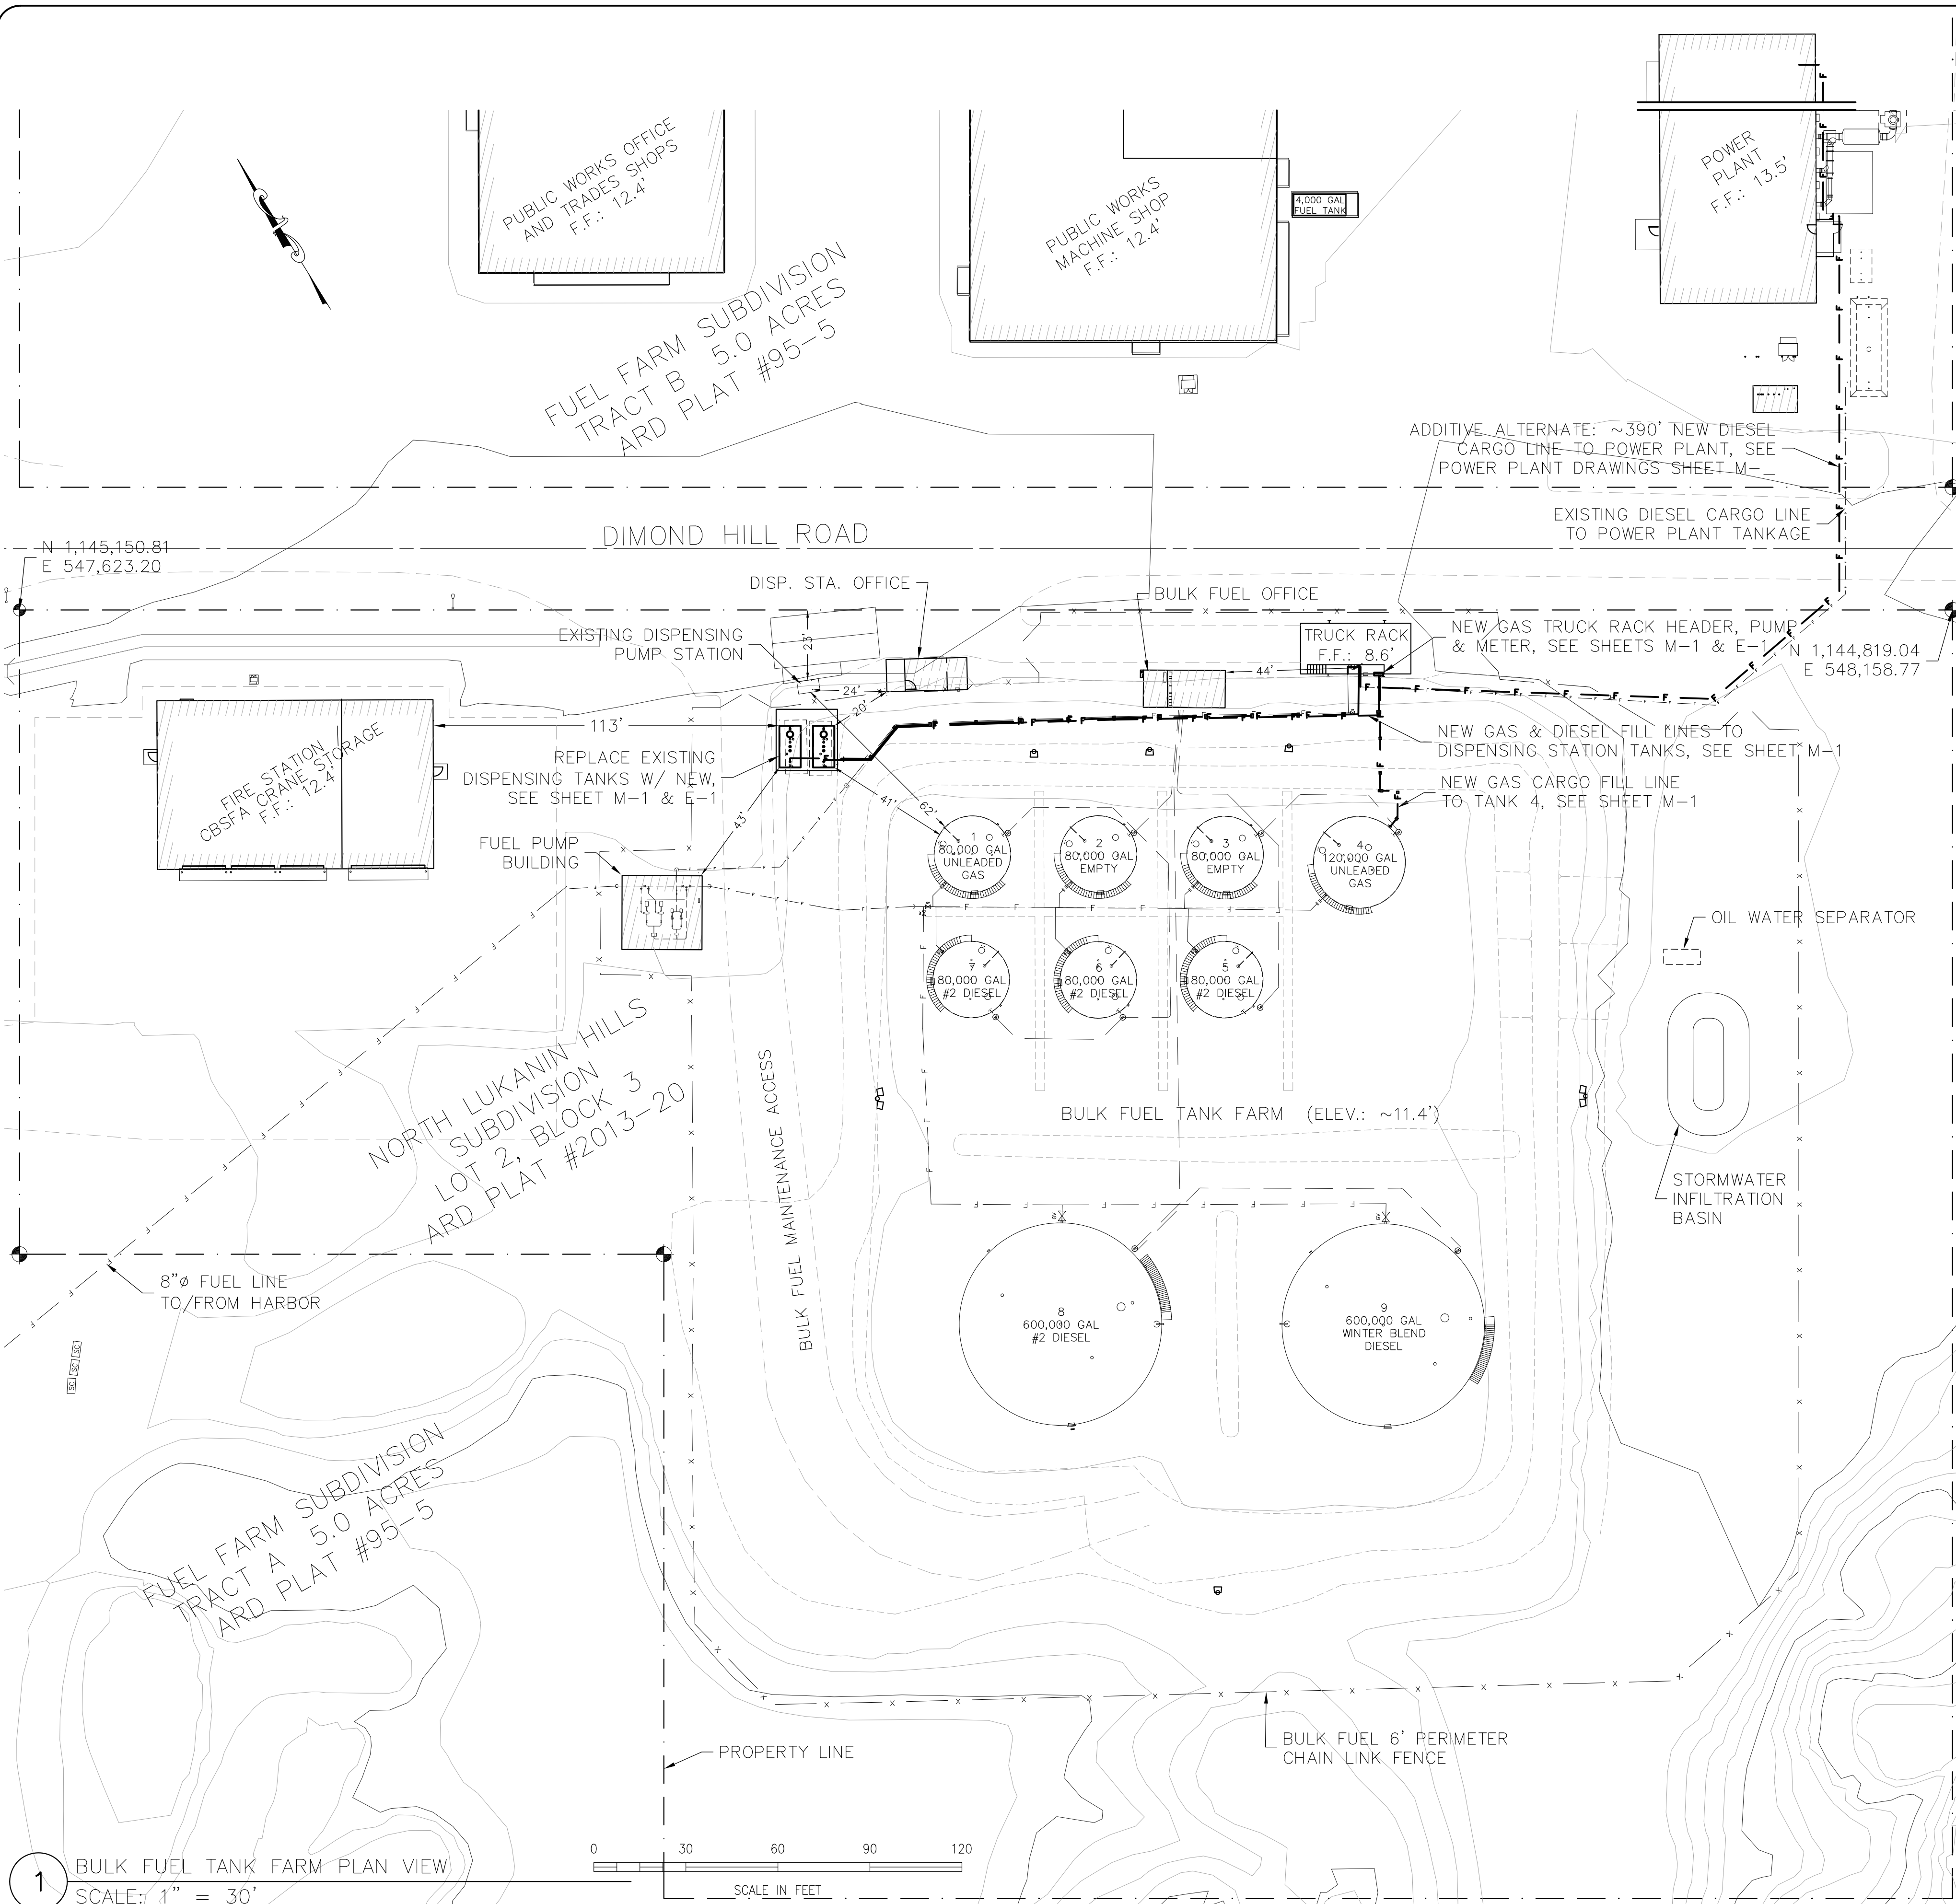 PUBLIC WORKS OFFICE
AND TRADES SHOPS
F.F.: 12.4'
PUBLIC WORKS
MACHINE SHOP
F.F.: 12.4'
4,000 GAL
FUEL TANK
POWER
PLANT
F.F.: 13.5'
FUEL FARM SUBDIVISION
TRACT B 5.0 ACRES
ARD PLAT #95-5
ADDITIVE ALTERNATE: ~390' NEW DIESEL
CARGO LINE TO POWER PLANT, SEE
POWER PLANT DRAWINGS SHEET M-_
EXISTING DIESEL CARGO LINE
TO POWER PLANT TANKAGE
DIMOND HILL ROAD
N 1,145,150.81
E 547,623.20
DISP. STA. OFFICE
BULK FUEL OFFICE
EXISTING DISPENSING
PUMP STATION
23'
24'
20'
44'
TRUCK RACK
F.F.: 8.6'
NEW GAS TRUCK RACK HEADER, PUMP
& METER, SEE SHEETS M-1 & E-1
N 1,144,819.04
E 548,158.77
113'
FIRE STATION
CBSFA CRANE STORAGE
F.F.: 12.4'
REPLACE EXISTING
DISPENSING TANKS W/ NEW,
SEE SHEET M-1 & E-1
NEW GAS & DIESEL FILL LINES TO
DISPENSING STATION TANKS, SEE SHEET M-1
NEW GAS CARGO FILL LINE
TO TANK 4, SEE SHEET M-1
41'
62'
43'
FUEL PUMP
BUILDING
1
80,000 GAL
UNLEADED
GAS
2
80,000 GAL
EMPTY
3
80,000 GAL
EMPTY
4
120,000 GAL
UNLEADED
GAS
OIL WATER SEPARATOR
7
80,000 GAL
#2 DIESEL
6
80,000 GAL
#2 DIESEL
5
80,000 GAL
#2 DIESEL
NORTH LUKANIN HILLS
SUBDIVISION
LOT 2, BLOCK 3
ARD PLAT #2013-20
BULK FUEL MAINTENANCE ACCESS
BULK FUEL TANK FARM (ELEV.: ~11.4')
STORMWATER
INFILTRATION
BASIN
8"ø FUEL LINE
TO/FROM HARBOR
SC
SC
SC
8
600,000 GAL
#2 DIESEL
9
600,000 GAL
WINTER BLEND
DIESEL
FUEL FARM SUBDIVISION
TRACT A 5.0 ACRES
ARD PLAT #95-5
PROPERTY LINE
BULK FUEL 6' PERIMETER
CHAIN LINK FENCE
1
BULK FUEL TANK FARM PLAN VIEW
SCALE: 1" = 30'
0 30 60 90 120
SCALE IN FEET